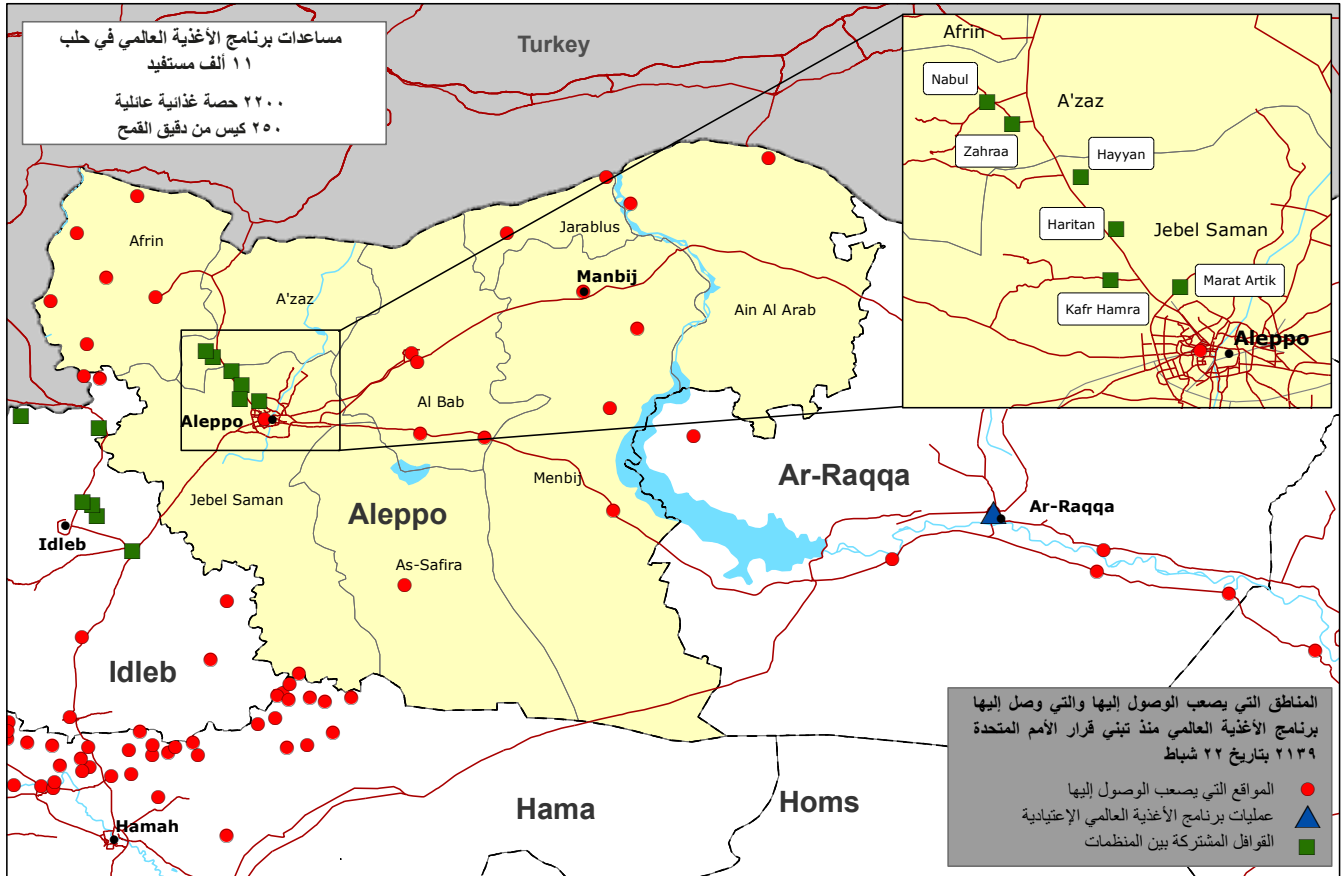 مساعدات برنامج الأغذية العالمي في حلب
١١ ألف مستفيد
٢٢٠٠ حصة غذائية عائلية
٢٥٠ كيس من دقيق القمح
Turkey
Afrin
Nabul
A'zaz
Zahraa
Hayyan
Haritan
Jebel Saman
Marat Artik
Kafr Hamra
Aleppo
Afrin
Jarablus
A'zaz
Manbij
Ain Al Arab
Al Bab
Aleppo
Jebel Saman
Menbij
Ar-Raqqa
Ar-Raqqa
Aleppo
Idleb
As-Safira
Idleb
Hama
Homs
Hamah
المناطق التي يصعب الوصول إليها والتي وصل إليها
برنامج الأغذية العالمي منذ تبني قرار الأمم المتحدة
٢١٣٩ بتاريخ ٢٢ شباط
المواقع التي يصعب الوصول إليها
عمليات برنامج الأغذية العالمي الإعتيادية
القوافل المشتركة بين المنظمات